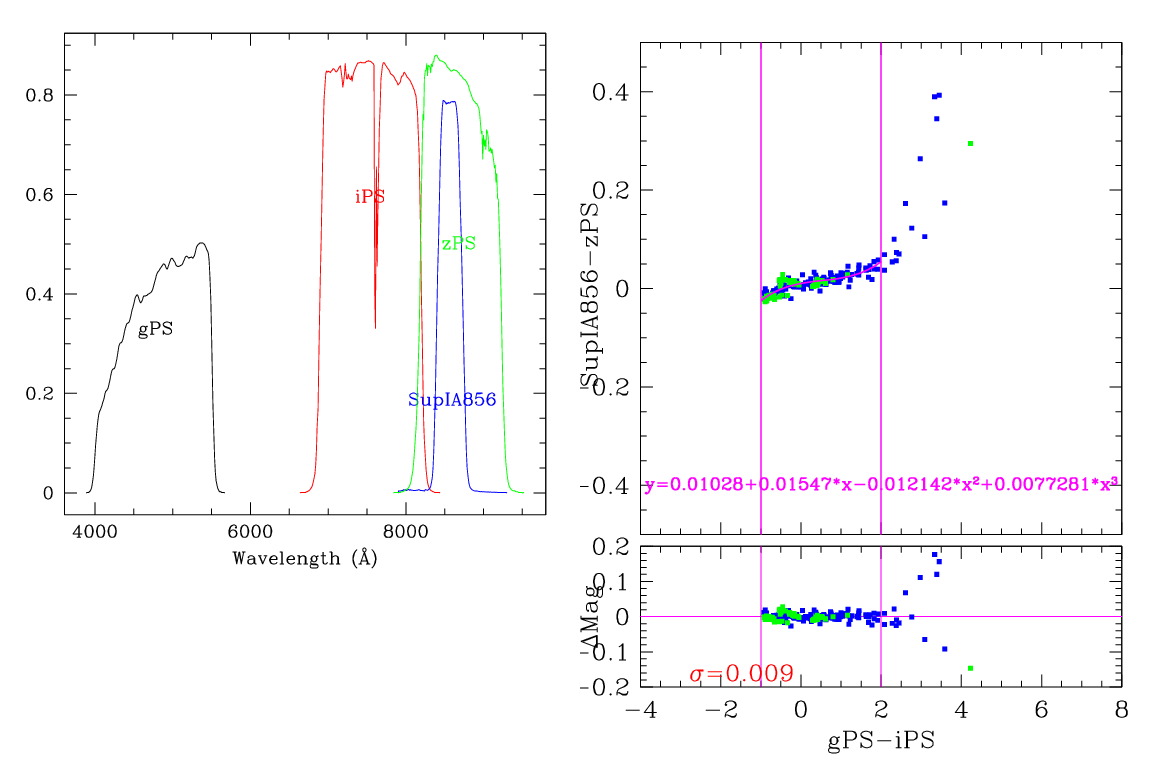 0.8
0.6
0.4
0.2
0
4000 6000 8000
Wavelength (Å)
gPS
iPS
zPS
SupIA856
0.4
0.2
0
-0.2
-0.4
SupIA856−zPS
y=0.01028+0.01547*x−0.012142*x²+0.0077281*x³
0.2
0.1
0
-0.1
-0.2
ΔMag
σ=0.009
−4 −2 0 2 4 6 8
gPS−iPS